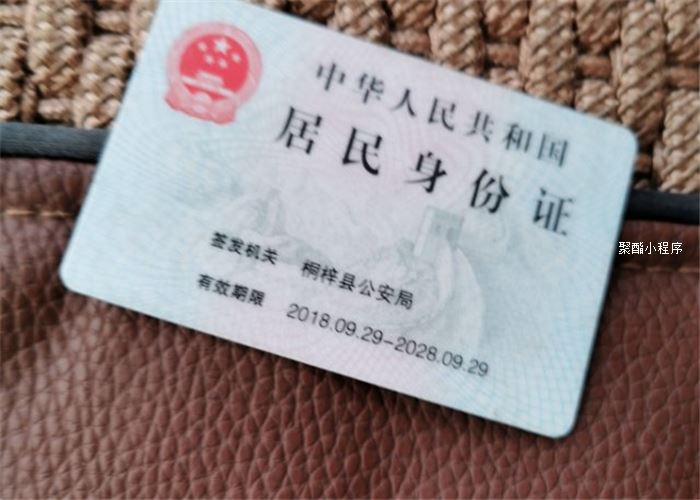 中华人民共和国
居民身份证
签发机关 桐梓县公安局
有效期限 2018.09.29-2028.09.29
聚酯小程序